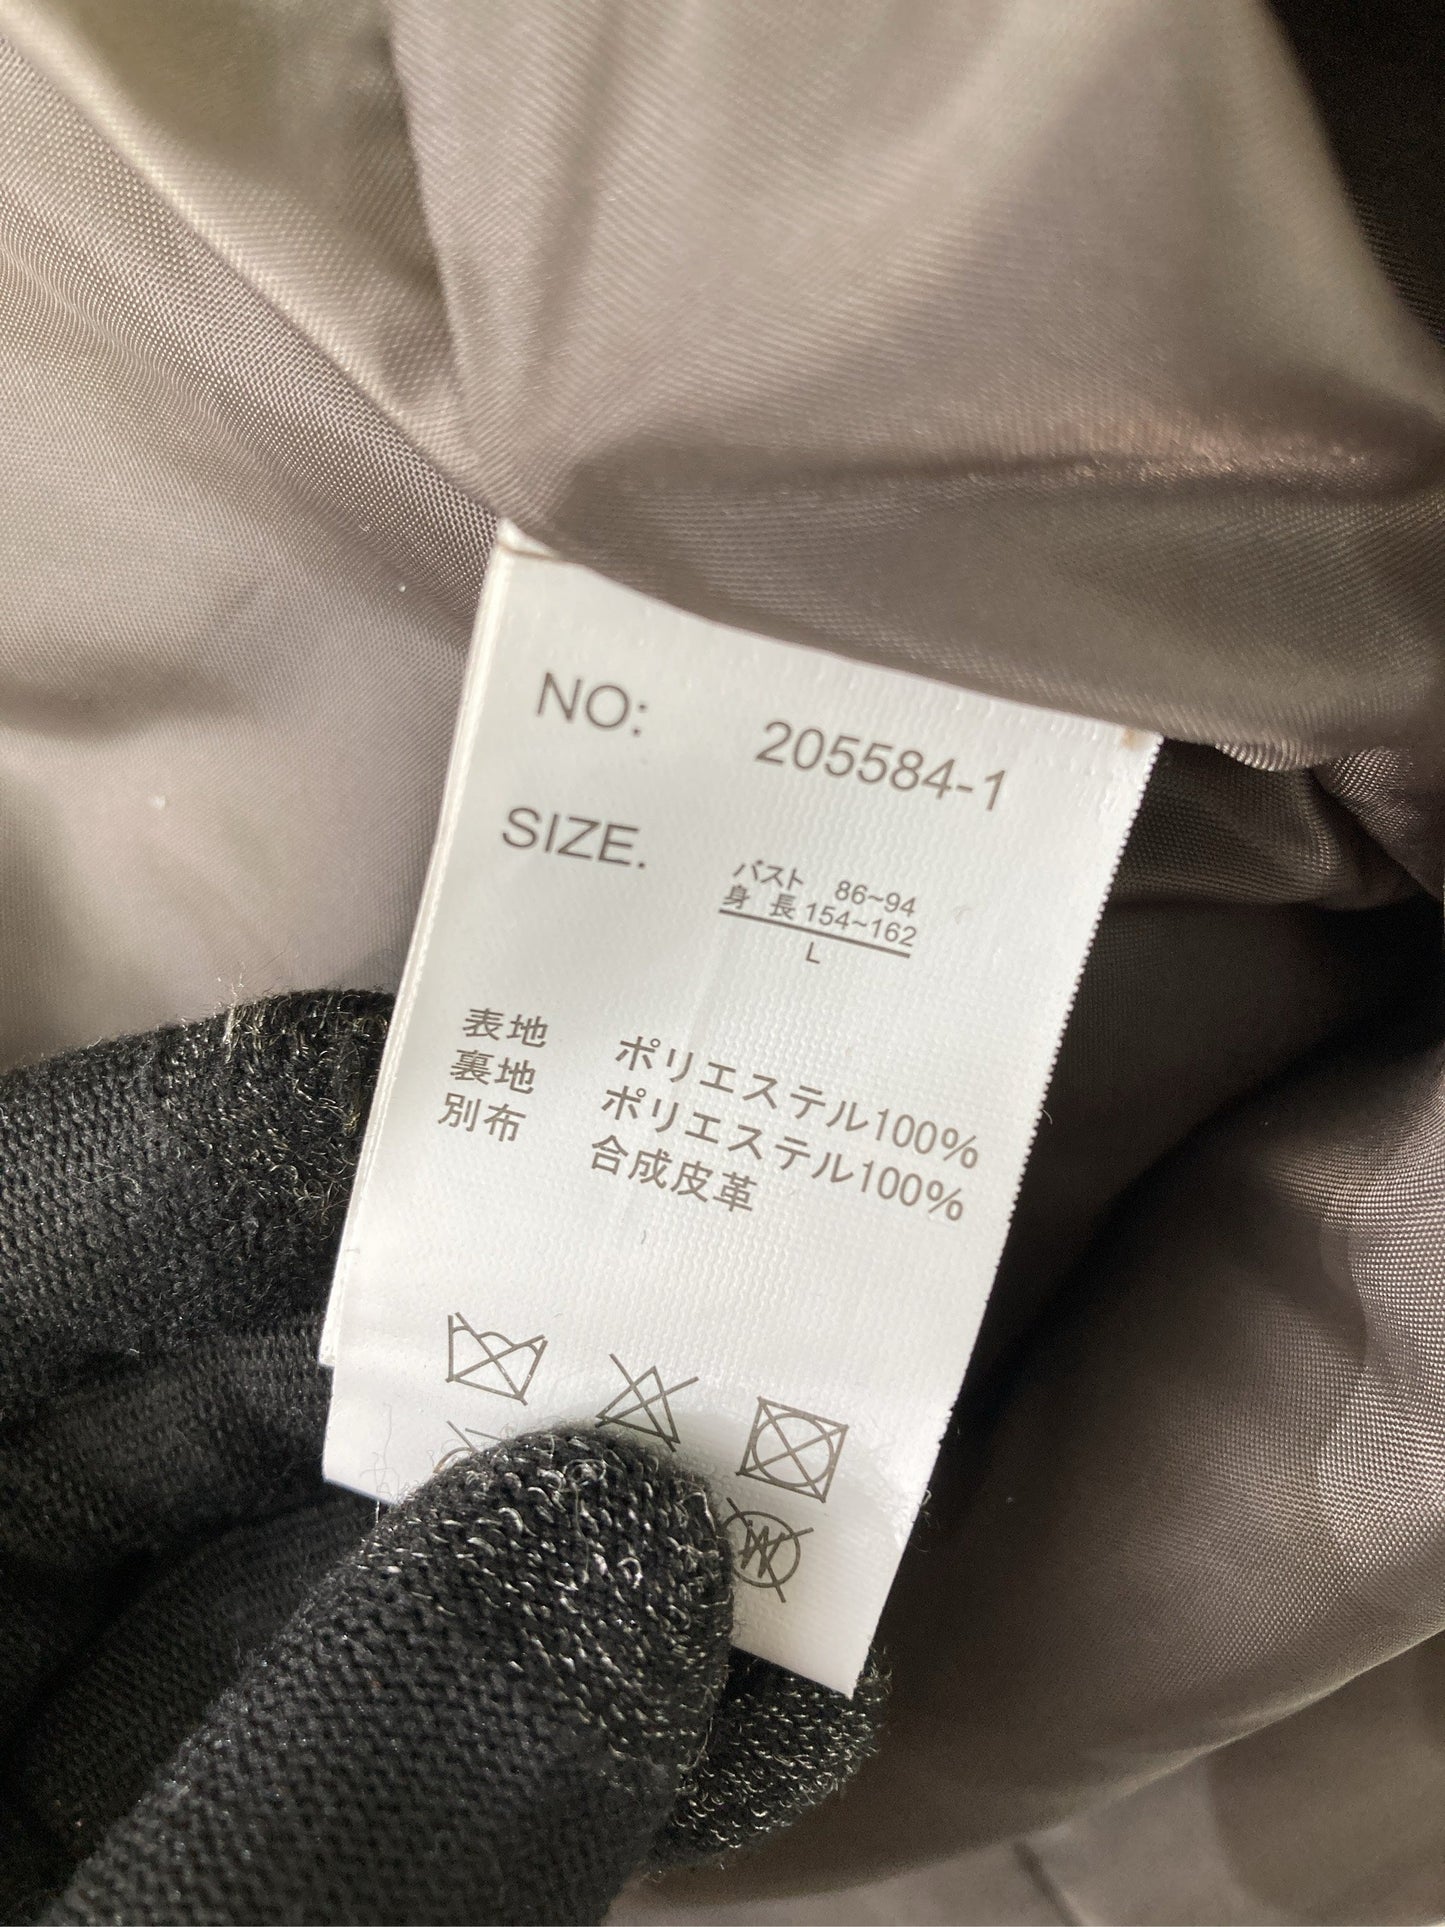 NO: 205584-1
SIZE. バスト 86~94
身長 154~162
L
表地 ポリエステル100%
裏地 ポリエステル100%
別布 合成皮革
W